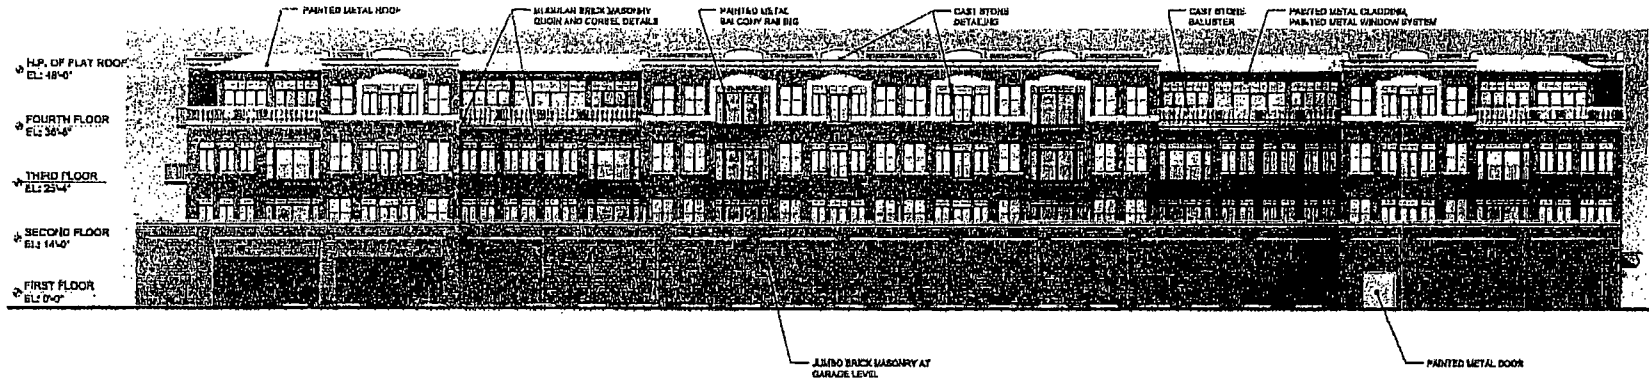 PAINTED METAL ROOF
MODULAR BRICK MASONRY
QUOIN AND CORBEL DETAILS
PAINTED METAL
BALCONY RAILING
CAST STONE
DETAILING
CAST STONE
BALUSTER
PAINTED METAL CLADDING,
PAINTED METAL WINDOW SYSTEM
H.P. OF FLAT ROOF
EL: 48'-0"
FOURTH FLOOR
EL: 36'-8"
THIRD FLOOR
EL: 25'-4"
SECOND FLOOR
EL: 14'-0"
FIRST FLOOR
EL: 0'-0"
JUMBO BRICK MASONRY AT
GARAGE LEVEL
PAINTED METAL DOOR